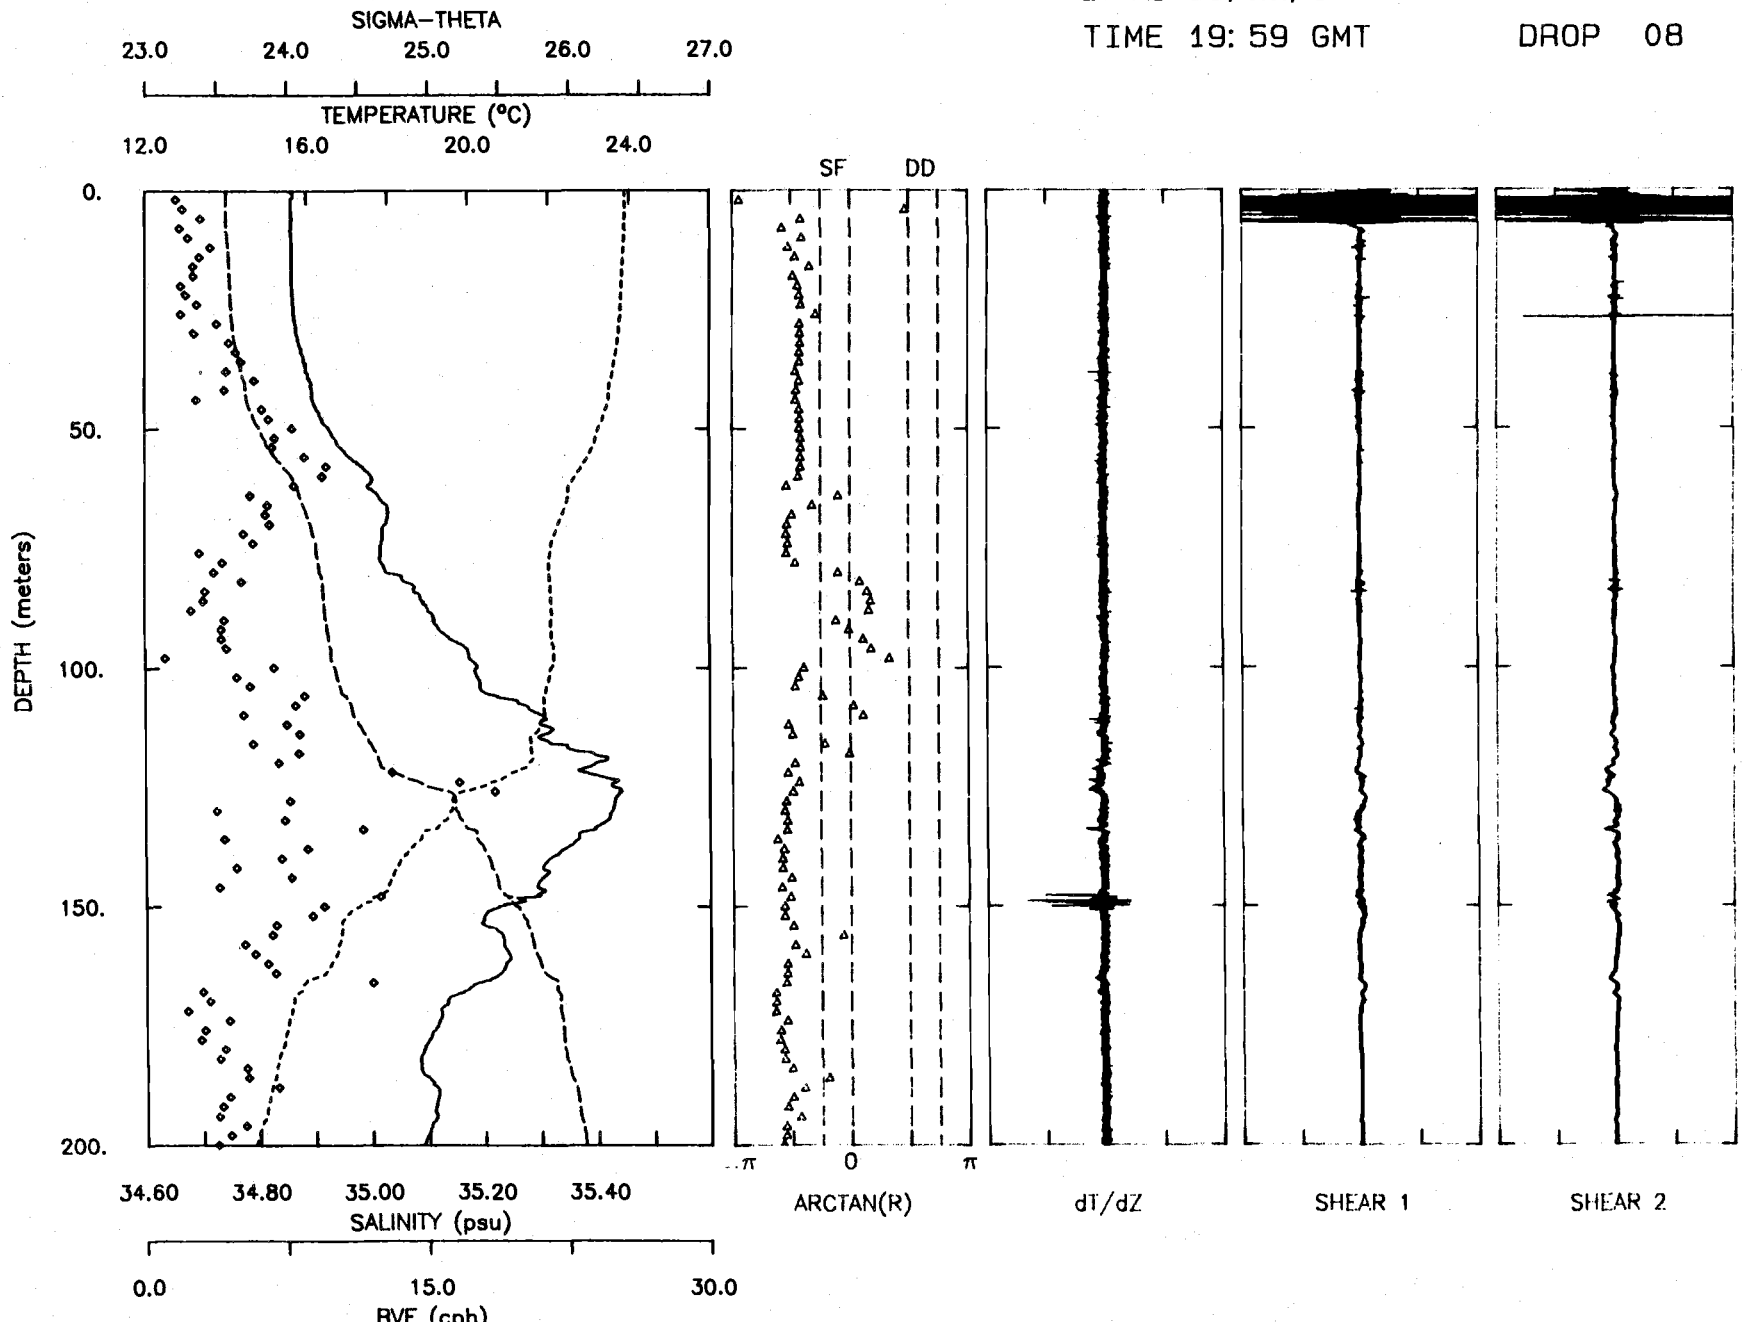 SIGMA-THETA
23.0 24.0 25.0 26.0 27.0
TIME 19:59 GMT DROP 08
TEMPERATURE (°C)
12.0 16.0 20.0 24.0
SF DD
0.
50.
100.
150.
200.
DEPTH (meters)
-π 0 π
34.60 34.80 35.00 35.20 35.40
SALINITY (psu)
ARCTAN(R) dT/dZ SHEAR 1 SHEAR 2
0.0 15.0 30.0
BVF (cph)